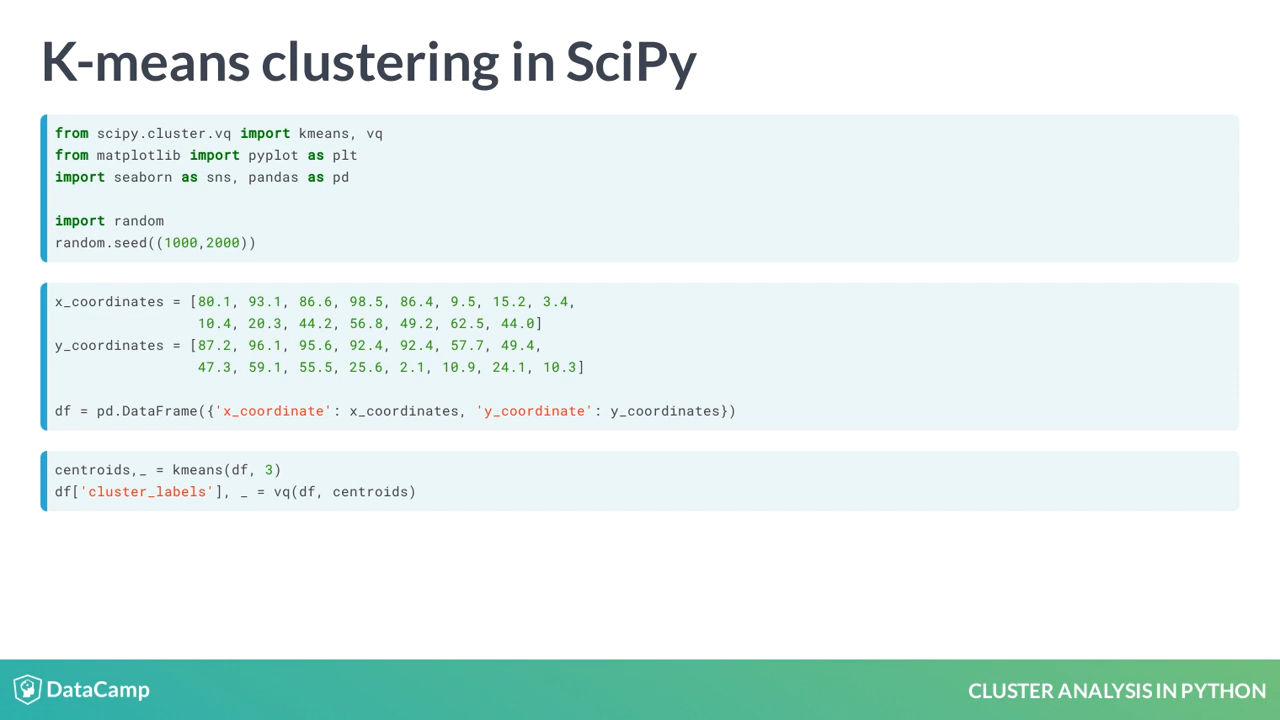 K-means clustering in SciPy
from scipy.cluster.vq import kmeans, vq
from matplotlib import pyplot as plt
import seaborn as sns, pandas as pd
import random
random.seed((1000,2000))
x_coordinates = [80.1, 93.1, 86.6, 98.5, 86.4, 9.5, 15.2, 3.4,
10.4, 20.3, 44.2, 56.8, 49.2, 62.5, 44.0]
y_coordinates = [87.2, 96.1, 95.6, 92.4, 92.4, 57.7, 49.4,
47.3, 59.1, 55.5, 25.6, 2.1, 10.9, 24.1, 10.3]
df = pd.DataFrame({'x_coordinate': x_coordinates, 'y_coordinate': y_coordinates})
centroids,_ = kmeans(df, 3)
df['cluster_labels'], _ = vq(df, centroids)
DataCamp
CLUSTER ANALYSIS IN PYTHON